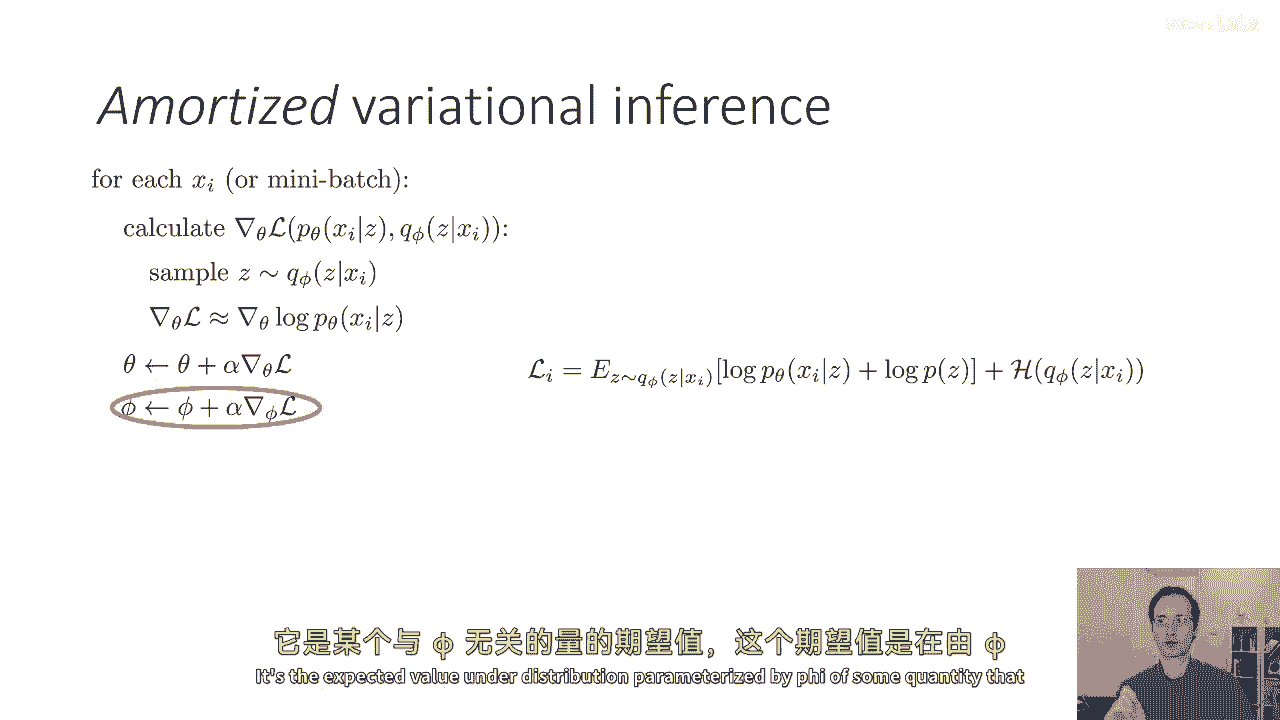 Amortized variational inference
for each $x_i$ (or mini-batch):
calculate $\nabla_\theta \mathcal{L}(p_\theta(x_i|z), q_\phi(z|x_i))$:
sample $z \sim q_\phi(z|x_i)$
$\nabla_\theta \mathcal{L} \approx \nabla_\theta \log p_\theta(x_i|z)$
$\theta \leftarrow \theta + \alpha \nabla_\theta \mathcal{L}$
$\mathcal{L}_i = E_{z \sim q_\phi(z|x_i)}[\log p_\theta(x_i|z) + \log p(z)] + \mathcal{H}(q_\phi(z|x_i))$
$\phi \leftarrow \phi + \alpha \nabla_\phi \mathcal{L}$
它是某个与 φ 无关的量的期望值，这个期望值是在由 φ
It's the expected value under distribution parameterized by phi of some quantity that